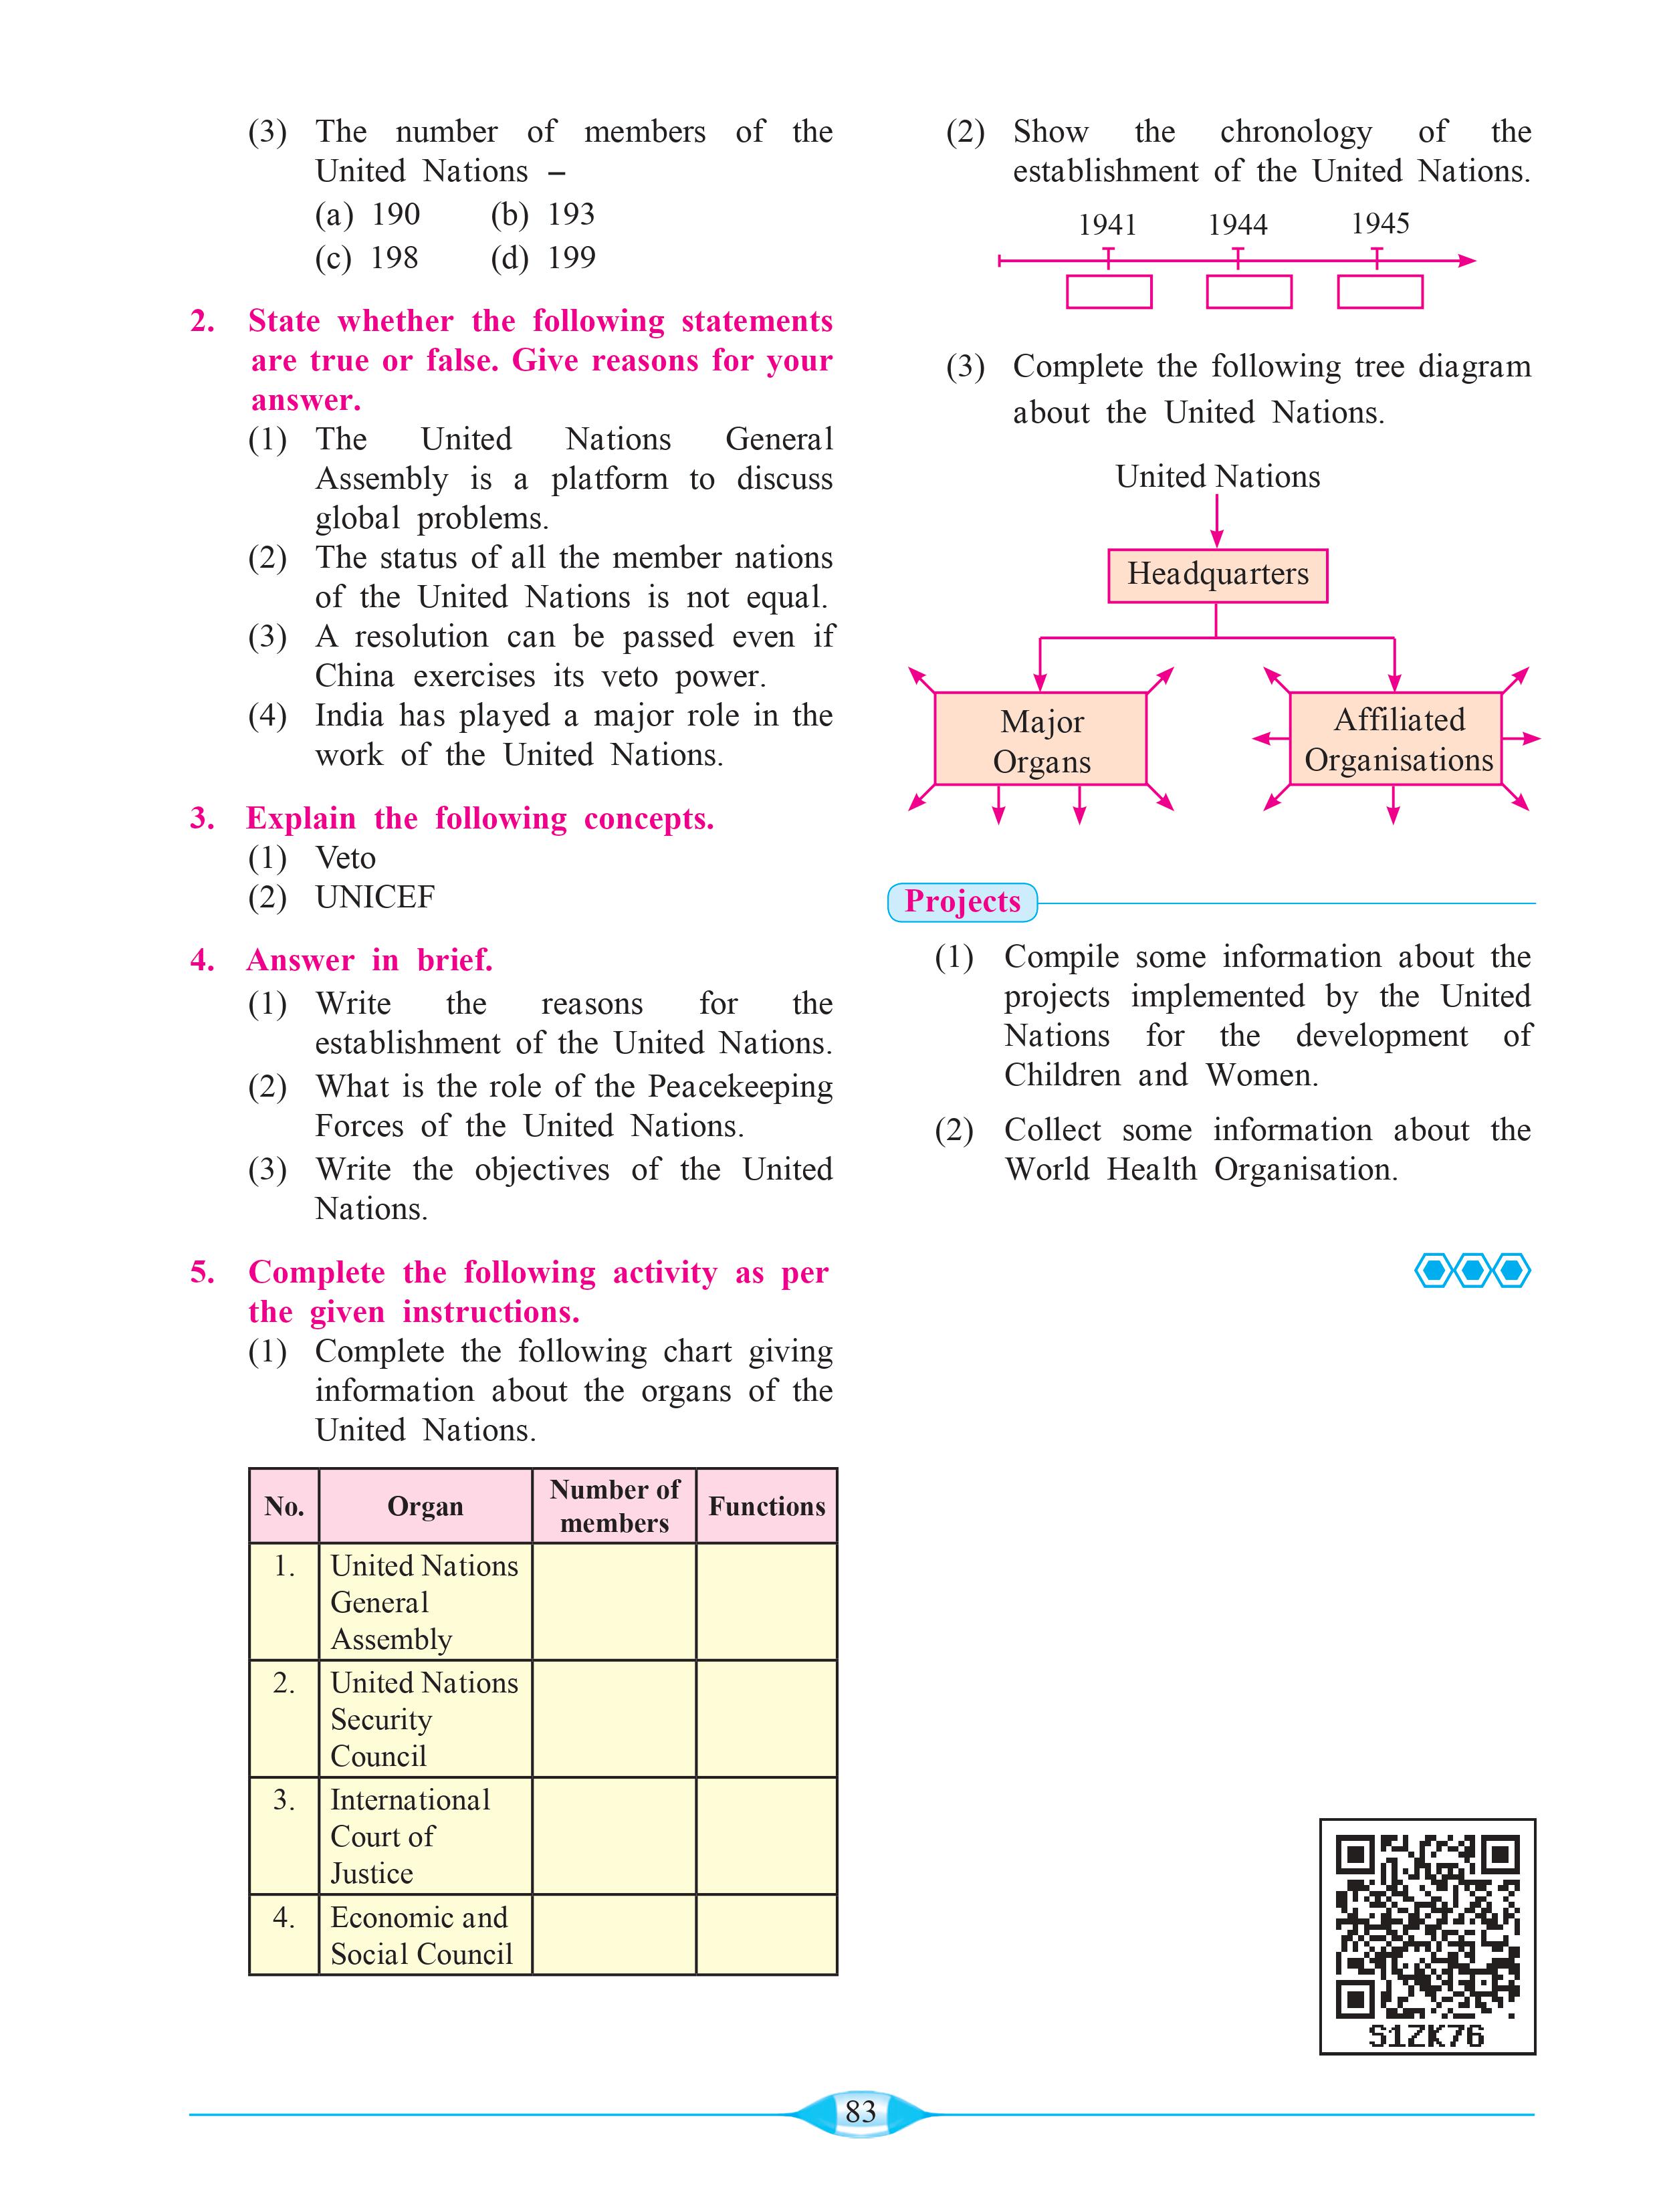 (3) The number of members of the
United Nations –
(a) 190 (b) 193
(c) 198 (d) 199
2. State whether the following statements
are true or false. Give reasons for your
answer.
(1) The United Nations General
Assembly is a platform to discuss
global problems.
(2) The status of all the member nations
of the United Nations is not equal.
(3) A resolution can be passed even if
China exercises its veto power.
(4) India has played a major role in the
work of the United Nations.
3. Explain the following concepts.
(1) Veto
(2) UNICEF
4. Answer in brief.
(1) Write the reasons for the
establishment of the United Nations.
(2) What is the role of the Peacekeeping
Forces of the United Nations.
(3) Write the objectives of the United
Nations.
5. Complete the following activity as per
the given instructions.
(1) Complete the following chart giving
information about the organs of the
United Nations.
No. Organ Number of members Functions
1. United Nations
General
Assembly
2. United Nations
Security
Council
3. International
Court of
Justice
4. Economic and
Social Council
(2) Show the chronology of the
establishment of the United Nations.
1941 1944 1945
(3) Complete the following tree diagram
about the United Nations.
United Nations
Headquarters
Major
Organs
Affiliated
Organisations
Projects
(1) Compile some information about the
projects implemented by the United
Nations for the development of
Children and Women.
(2) Collect some information about the
World Health Organisation.
S1ZK76
83